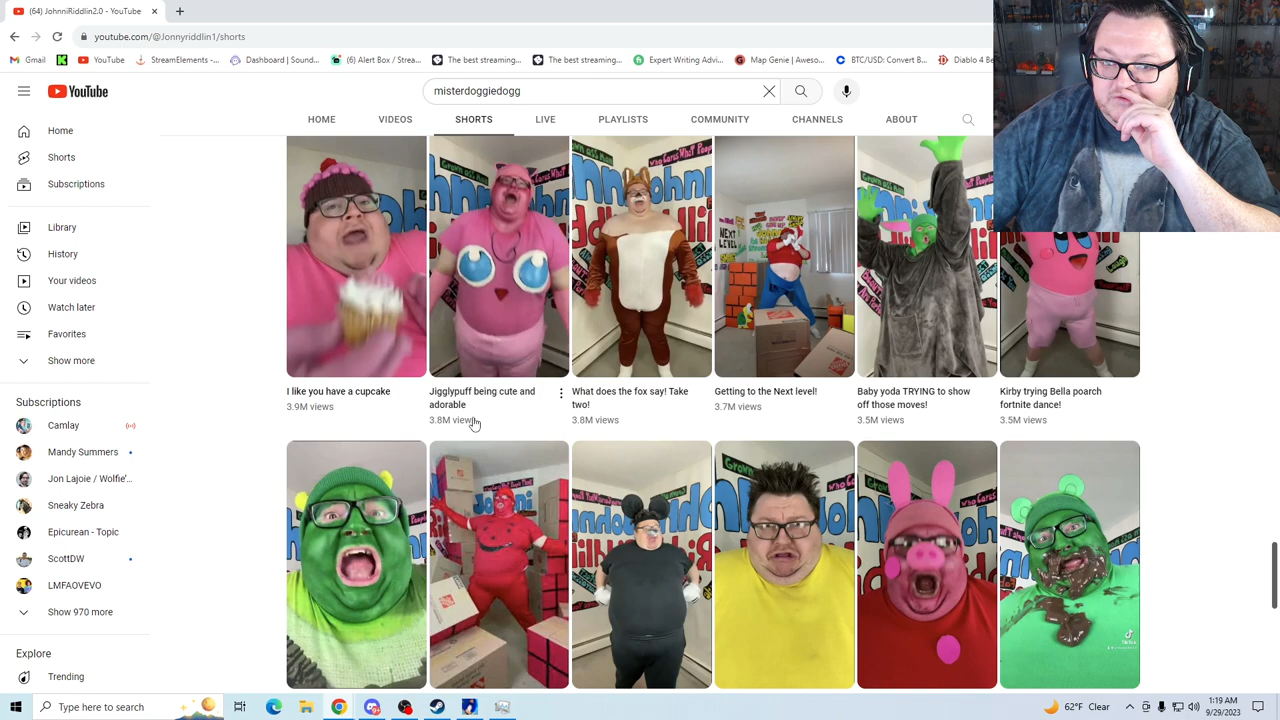 (64) JohnniRiddlin2.0 - YouTube
youtube.com/@Jonnyriddlin1/shorts
Gmail
YouTube
StreamElements -...
Dashboard | Sound...
(6) Alert Box / Strea...
The best streaming...
The best streaming...
Expert Writing Advi...
Map Genie | Aweso...
BTC/USD: Convert B...
Diablo 4 Be
YouTube
misterdoggiedogg
HOME
VIDEOS
SHORTS
LIVE
PLAYLISTS
COMMUNITY
CHANNELS
ABOUT
Home
Shorts
Subscriptions
Library
History
Your videos
Watch later
Favorites
Show more
Subscriptions
Camlay
Mandy Summers
Jon Lajoie / Wolfie'...
Sneaky Zebra
Epicurean - Topic
ScottDW
LMFAOVEVO
Show 970 more
Explore
Trending
NEXT
LEVEL
I like you have a cupcake
3.9M views
Jigglypuff being cute and
adorable
3.8M views
What does the fox say! Take
two!
3.8M views
Getting to the Next level!
3.7M views
Baby yoda TRYING to show
off those moves!
3.5M views
Kirby trying Bella poarch
fortnite dance!
3.5M views
TikTok
Type here to search
62°F Clear
1:19 AM
9/29/2023